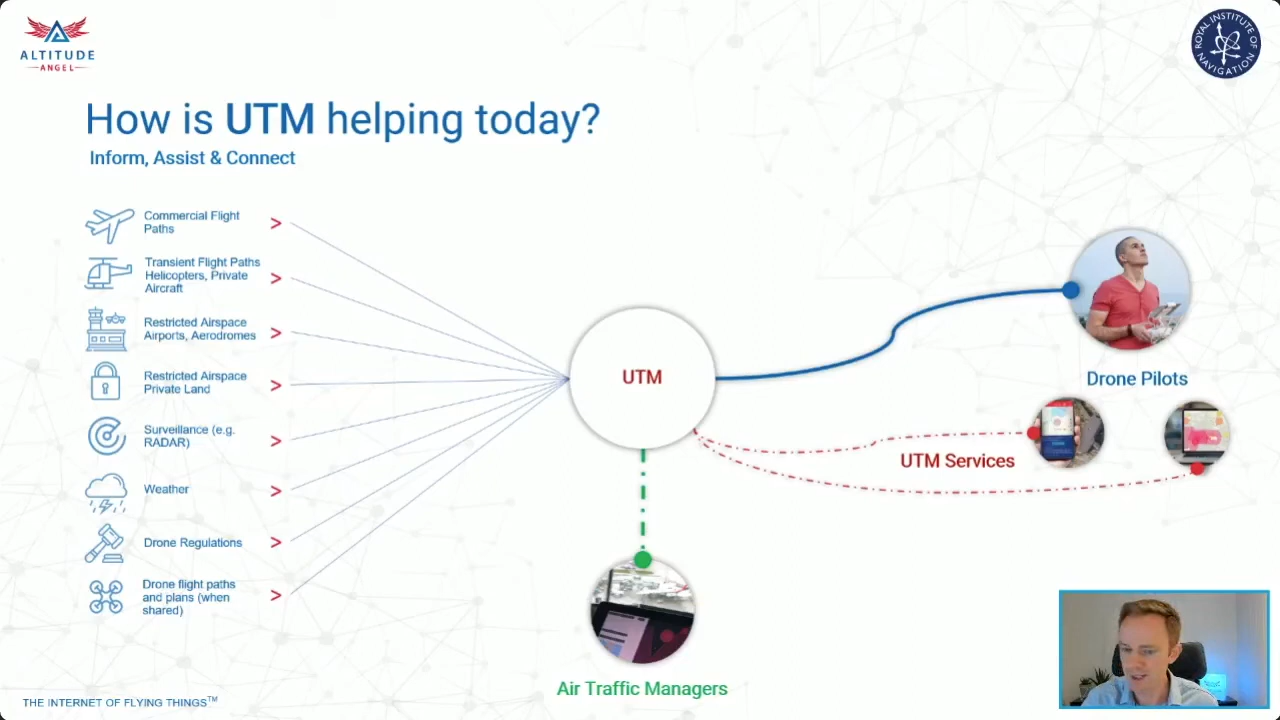 ALTITUDE
ANGEL
ROYAL INSTITUTE OF NAVIGATION
How is UTM helping today?
Inform, Assist & Connect
Commercial Flight
Paths
>
Transient Flight Paths
Helicopters, Private
Aircraft
>
Restricted Airspace
Airports, Aerodromes
>
Restricted Airspace
Private Land
>
Surveillance (e.g.
RADAR)
>
Weather
>
Drone Regulations
>
Drone flight paths
and plans (when
shared)
>
UTM
Drone Pilots
UTM Services
Air Traffic Managers
THE INTERNET OF FLYING THINGS™